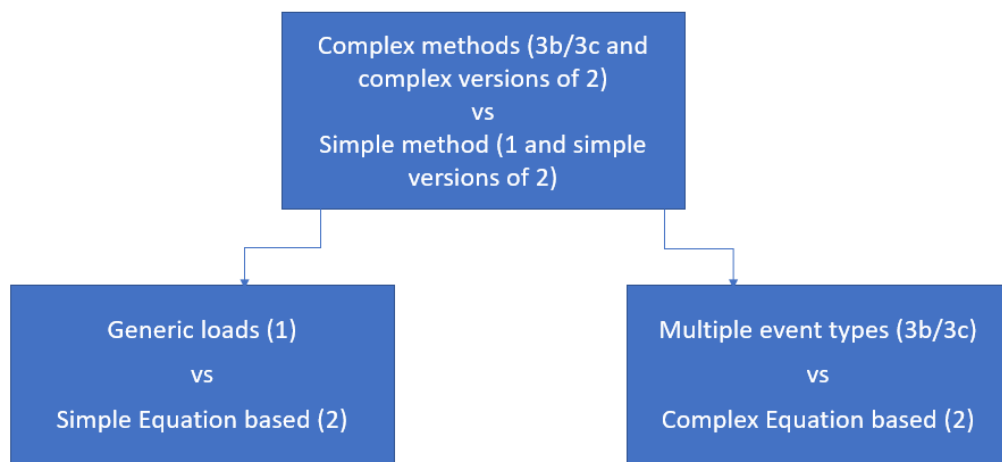 Complex methods (3b/3c and
complex versions of 2)
vs
Simple method (1 and simple
versions of 2)
Generic loads (1)
vs
Simple Equation based (2)
Multiple event types (3b/3c)
vs
Complex Equation based (2)